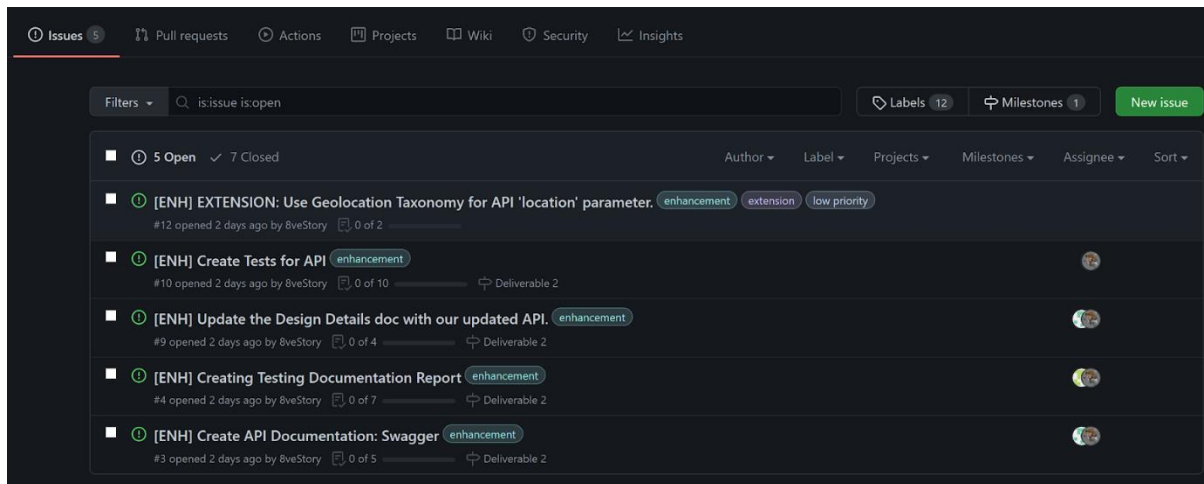 Issues 5 Pull requests Actions Projects Wiki Security Insights
Filters is:issue is:open Labels 12 Milestones 1 New issue
5 Open 7 Closed Author Label Projects Milestones Assignee Sort
[ENH] EXTENSION: Use Geolocation Taxonomy for API 'location' parameter. enhancement extension low priority
#12 opened 2 days ago by 8veStory 0 of 2
[ENH] Create Tests for API enhancement
#10 opened 2 days ago by 8veStory 0 of 10 Deliverable 2
[ENH] Update the Design Details doc with our updated API. enhancement
#9 opened 2 days ago by 8veStory 0 of 4 Deliverable 2
[ENH] Creating Testing Documentation Report enhancement
#4 opened 2 days ago by 8veStory 0 of 7 Deliverable 2
[ENH] Create API Documentation: Swagger enhancement
#3 opened 2 days ago by 8veStory 0 of 5 Deliverable 2